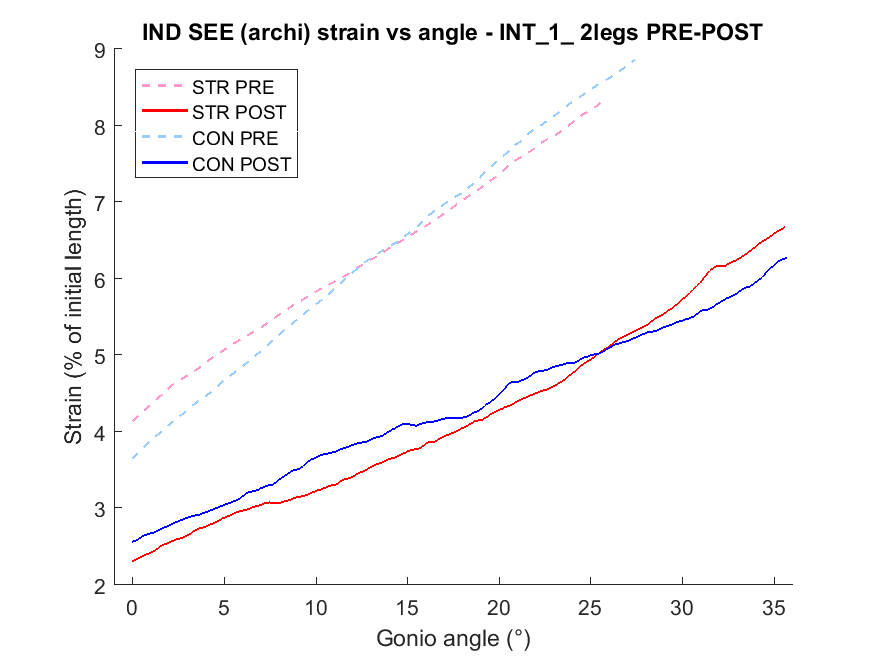 IND SEE (archi) strain vs angle - INT_1_ 2legs PRE-POST
9
8
7
6
5
4
3
2
Strain (% of initial length)
STR PRE
STR POST
CON PRE
CON POST
0 5 10 15 20 25 30 35
Gonio angle (°)